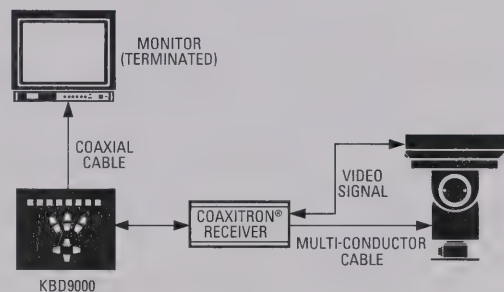 MONITOR
(TERMINATED)
COAXIAL
CABLE
COAXITRON®
RECEIVER
VIDEO
SIGNAL
MULTI-CONDUCTOR
CABLE
KBD9000